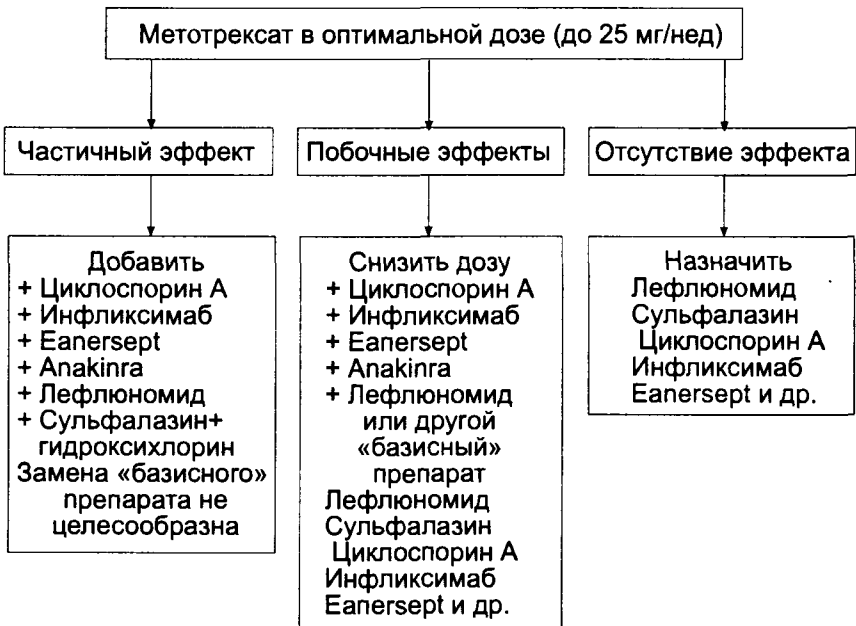 Метотрексат в оптимальной дозе (до 25 мг/нед)
Частичный эффект
Побочные эффекты
Отсутствие эффекта
Добавить
+ Циклоспорин А
+ Инфликсимаб
+ Eanersept
+ Anakinra
+ Лефлюномид
+ Сульфалазин+
гидроксихлорин
Замена «базисного»
препарата не
целесообразна
Снизить дозу
+ Циклоспорин А
+ Инфликсимаб
+ Eanersept
+ Anakinra
+ Лефлюномид
или другой
«базисный»
препарат
Лефлюномид
Сульфалазин
Циклоспорин А
Инфликсимаб
Eanersept и др.
Назначить
Лефлюномид
Сульфалазин
Циклоспорин А
Инфликсимаб
Eanersept и др.